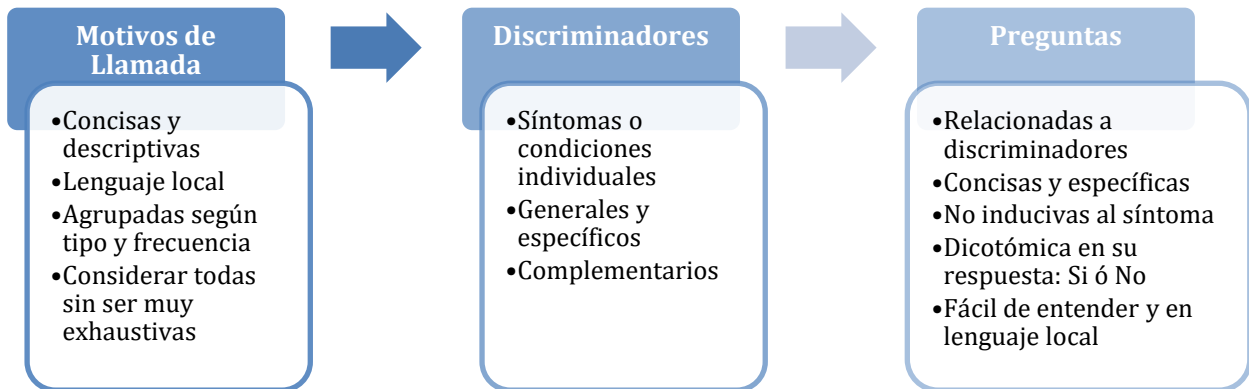 Motivos de
Llamada
•Concisas y
descriptivas
•Lenguaje local
•Agrupadas según
tipo y frecuencia
•Considerar todas
sin ser muy
exhaustivas
Discriminadores
•Síntomas o
condiciones
individuales
•Generales y
específicos
•Complementarios
Preguntas
•Relacionadas a
discriminadores
•Concisas y específicas
•No inducivas al síntoma
•Dicotómica en su
respuesta: Si ó No
•Fácil de entender y en
lenguaje local